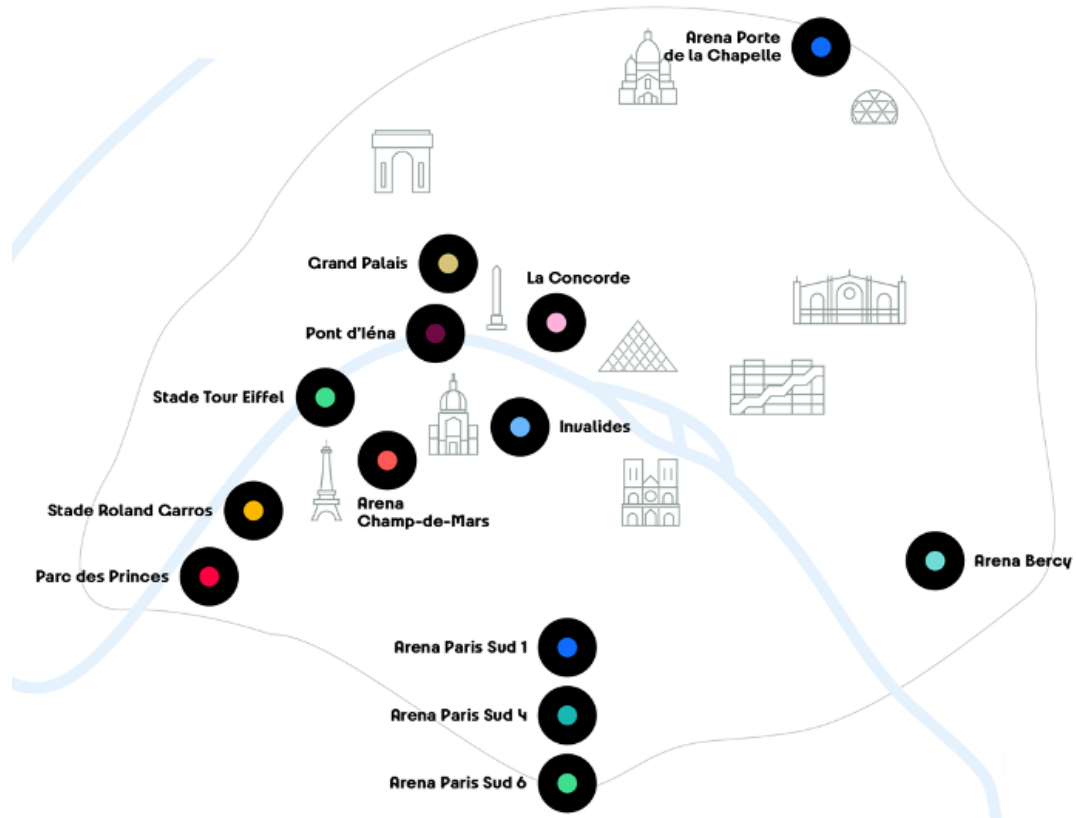 Arena Porte
de la Chapelle
Grand Palais
La Concorde
Pont d'Iéna
Stade Tour Eiffel
Invalides
Arena
Champ-de-Mars
Stade Roland Garros
Arena Bercy
Parc des Princes
Arena Paris Sud 1
Arena Paris Sud 4
Arena Paris Sud 6